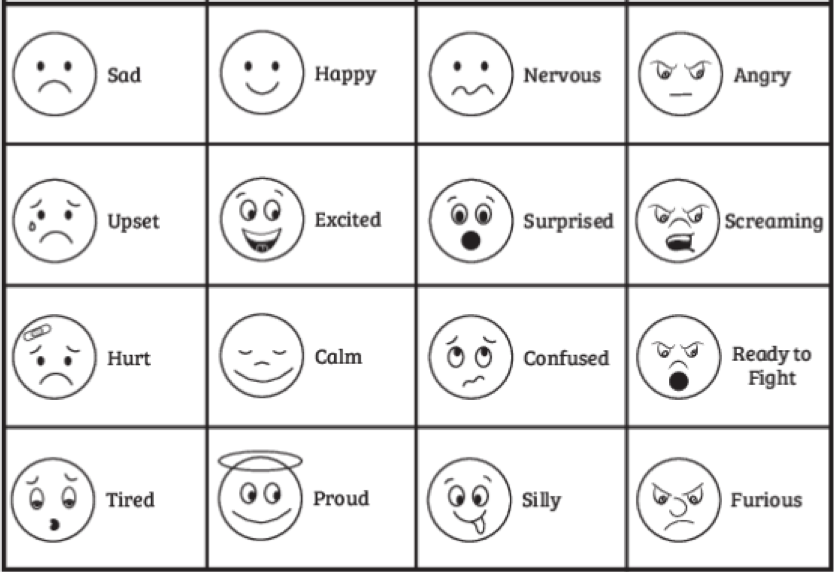 Sad
Happy
Nervous
Angry
Upset
Excited
Surprised
Screaming
Hurt
Calm
Confused
Ready to
Fight
Tired
Proud
Silly
Furious